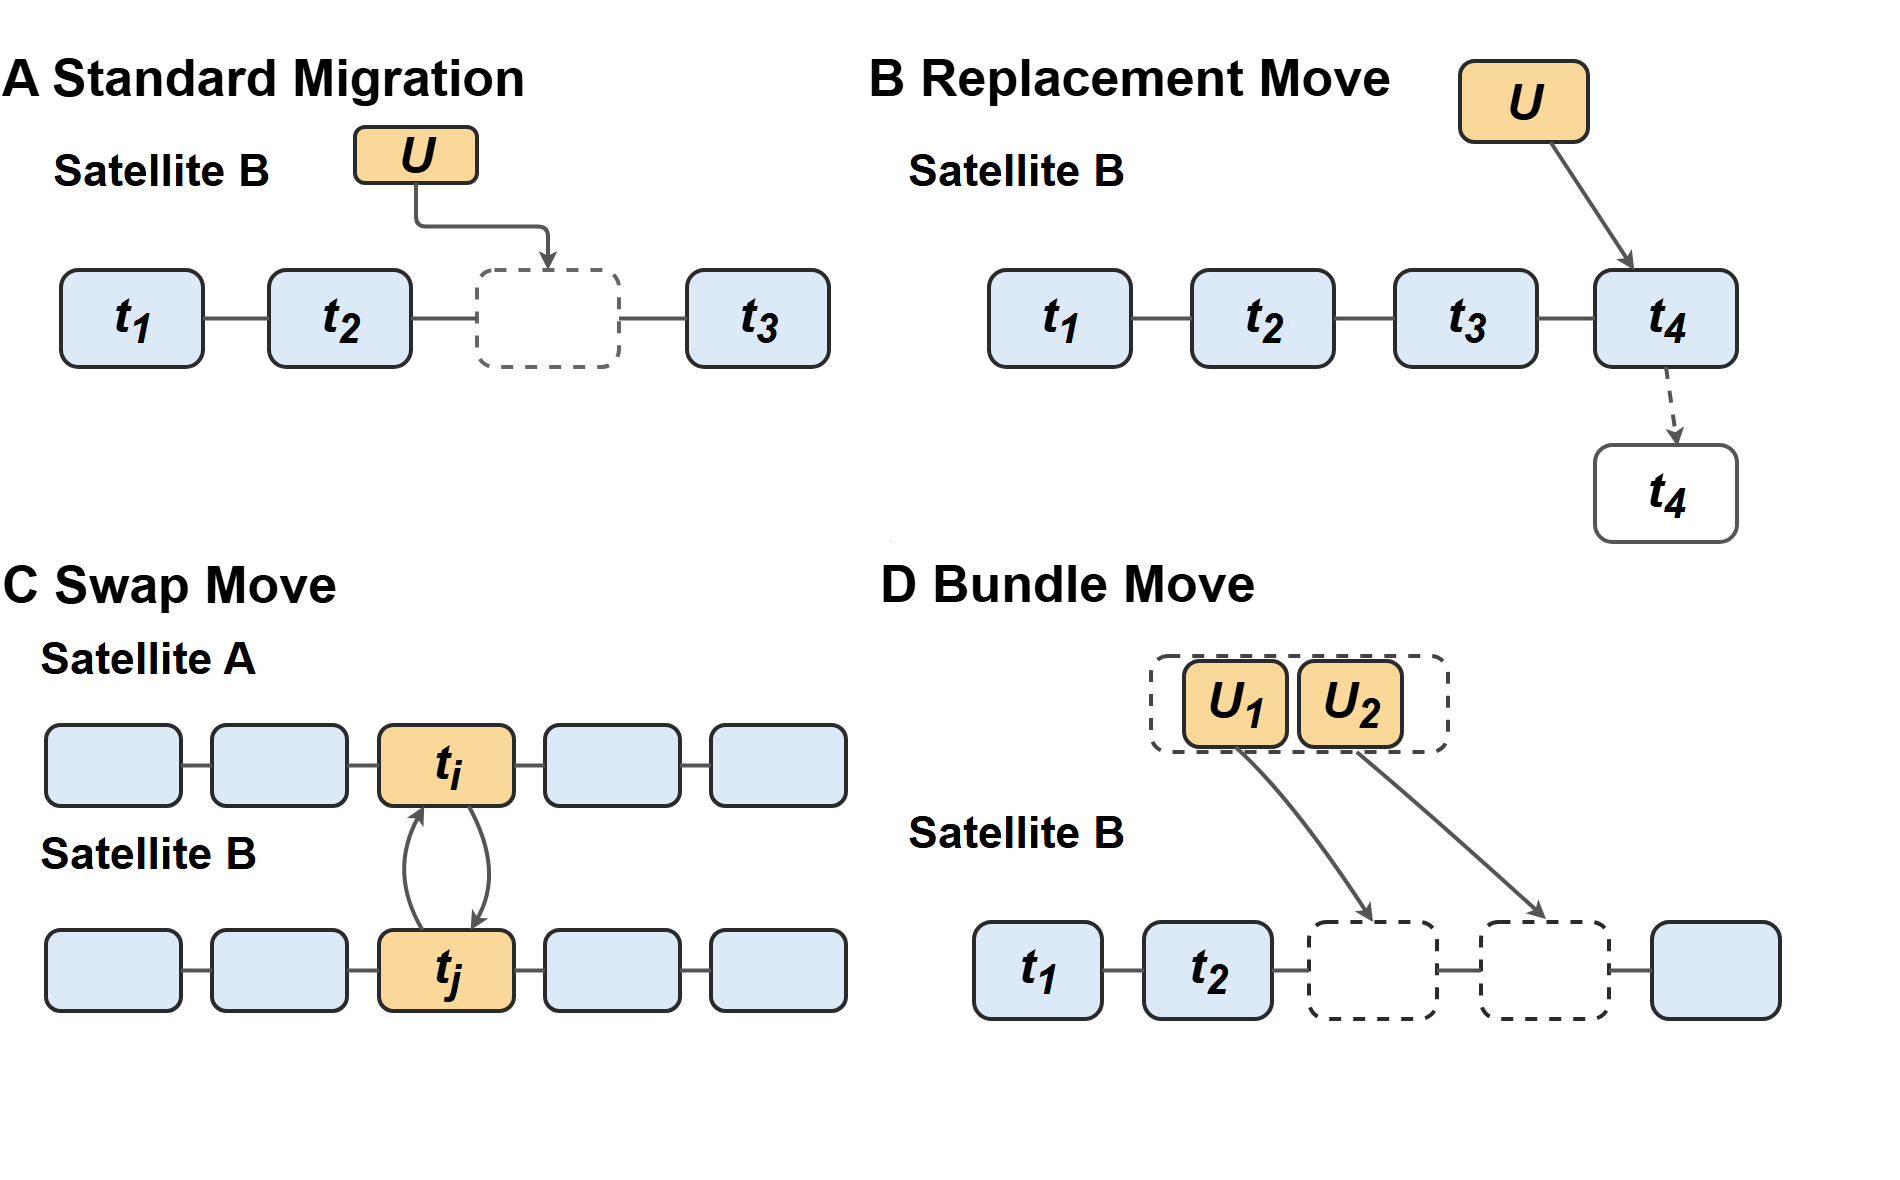 A Standard Migration
Satellite B
U
t1
t2
t3
B Replacement Move
U
Satellite B
t1
t2
t3
t4
t4
C Swap Move
Satellite A
ti
Satellite B
tj
D Bundle Move
U1
U2
Satellite B
t1
t2